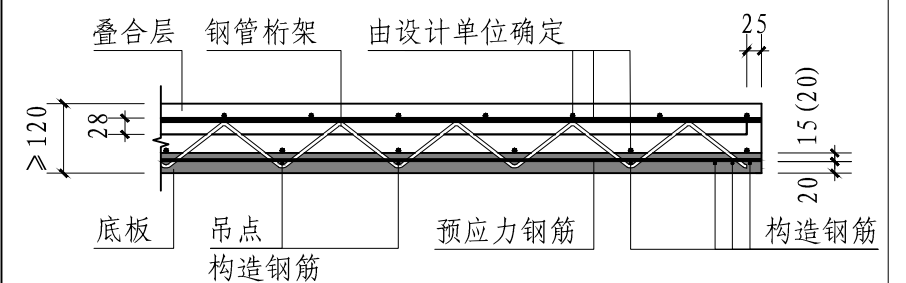 25
叠合层 钢管桁架 由设计单位确定
≥120
28
15(20)
20
底板 吊点 预应力钢筋 构造钢筋
构造钢筋